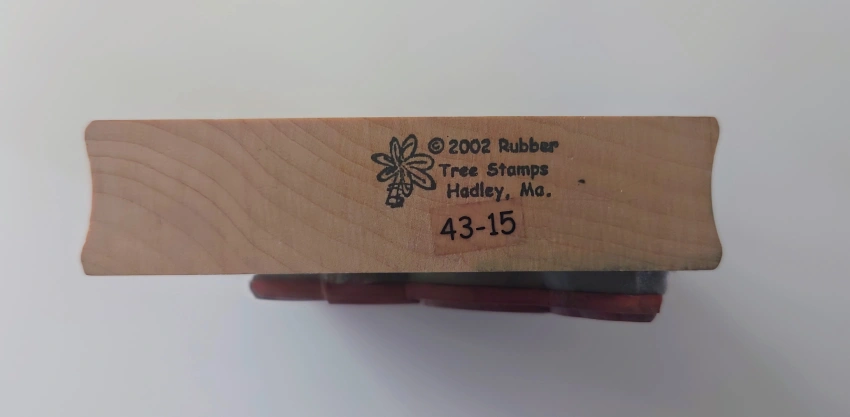 © 2002 Rubber
Tree Stamps
Hadley, Ma.
43-15